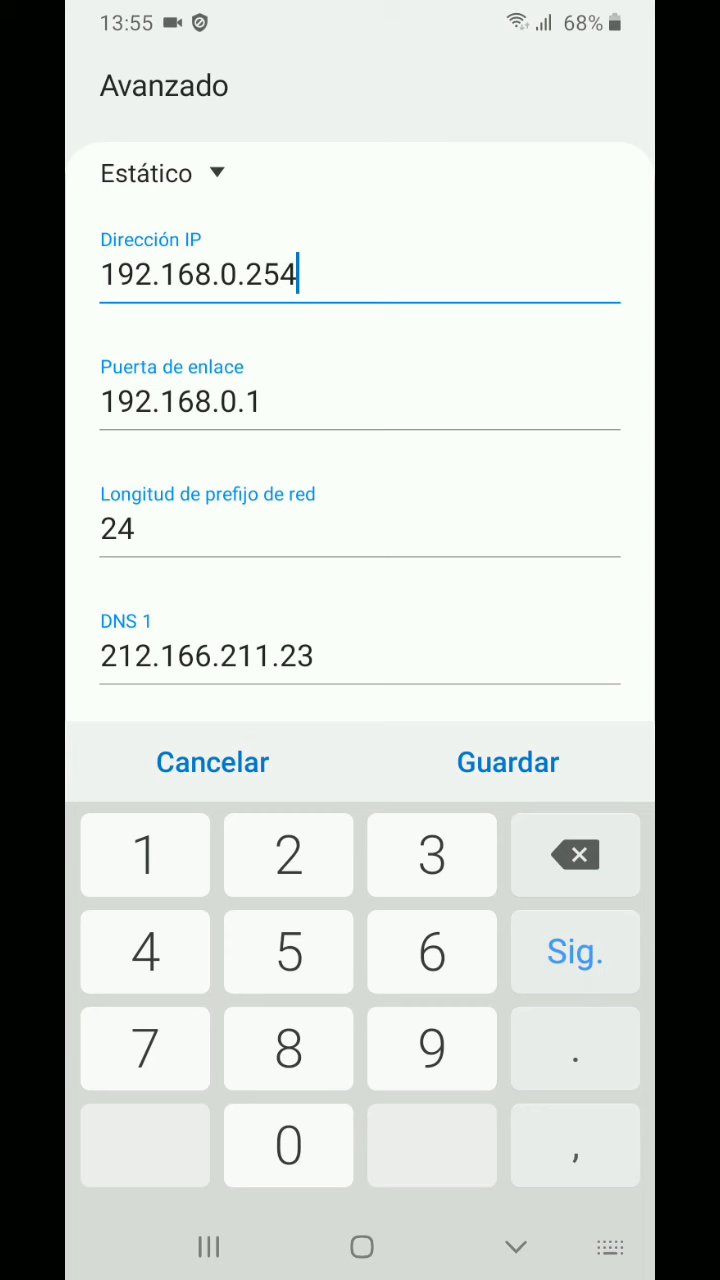 13:55 68%
Avanzado
Estático
Dirección IP
192.168.0.254
Puerta de enlace
192.168.0.1
Longitud de prefijo de red
24
DNS 1
212.166.211.23
Cancelar Guardar
1 2 3
4 5 6 Sig.
7 8 9 .
0 ,